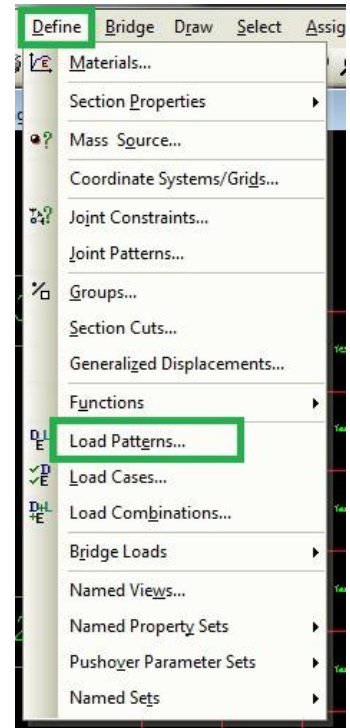 Define Bridge Draw Select Assig
Materials...
Section Properties
Mass Source...
Coordinate Systems/Grids...
Joint Constraints...
Joint Patterns...
Groups...
Section Cuts...
Generalized Displacements...
Functions
Load Patterns...
Load Cases...
Load Combinations...
Bridge Loads
Named Views...
Named Property Sets
Pushover Parameter Sets
Named Sets